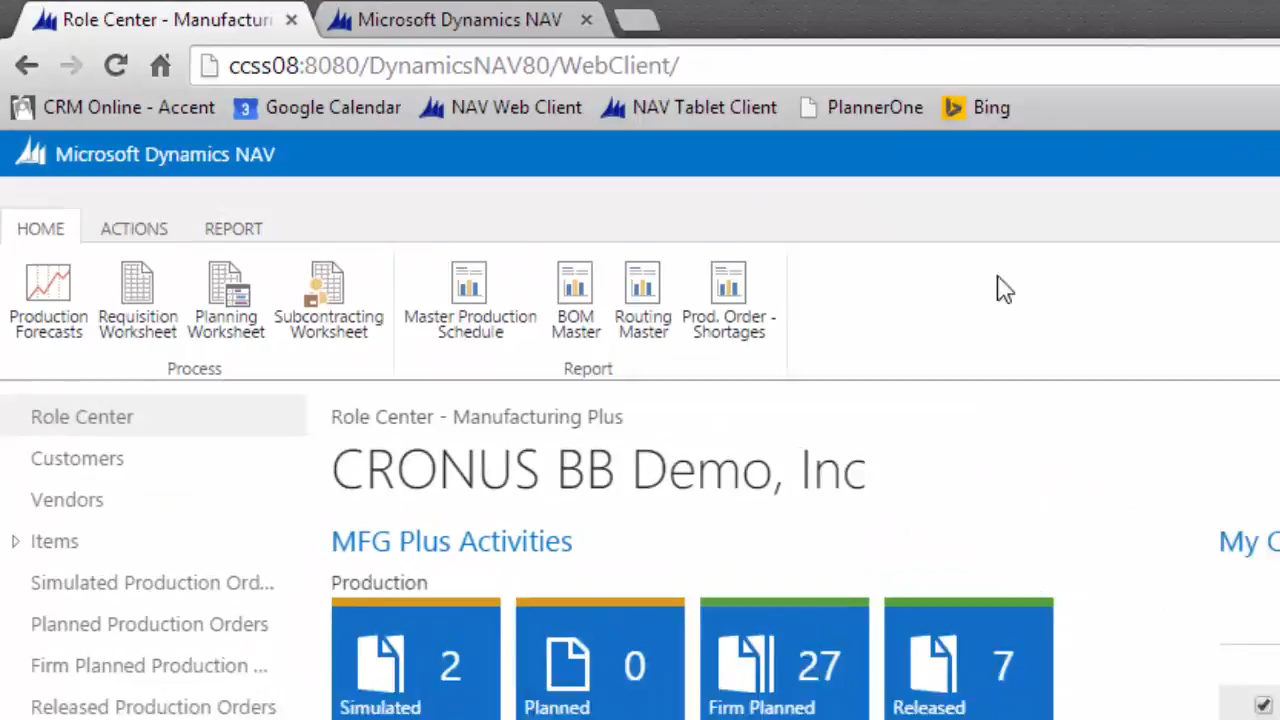 Role Center - Manufacturi
Microsoft Dynamics NAV
ccss08:8080/DynamicsNAV80/WebClient/
CRM Online - Accent
3 Google Calendar
NAV Web Client
NAV Tablet Client
PlannerOne
Bing
Microsoft Dynamics NAV
HOME
ACTIONS
REPORT
Production Forecasts
Requisition Worksheet
Planning Worksheet
Subcontracting Worksheet
Process
Master Production Schedule
BOM Master
Routing Master
Prod. Order - Shortages
Report
Role Center
Customers
Vendors
Items
Simulated Production Ord...
Planned Production Orders
Firm Planned Production ...
Released Production Orders
Role Center - Manufacturing Plus
CRONUS BB Demo, Inc
MFG Plus Activities
My C
Production
2
Simulated
0
Planned
27
Firm Planned
7
Released